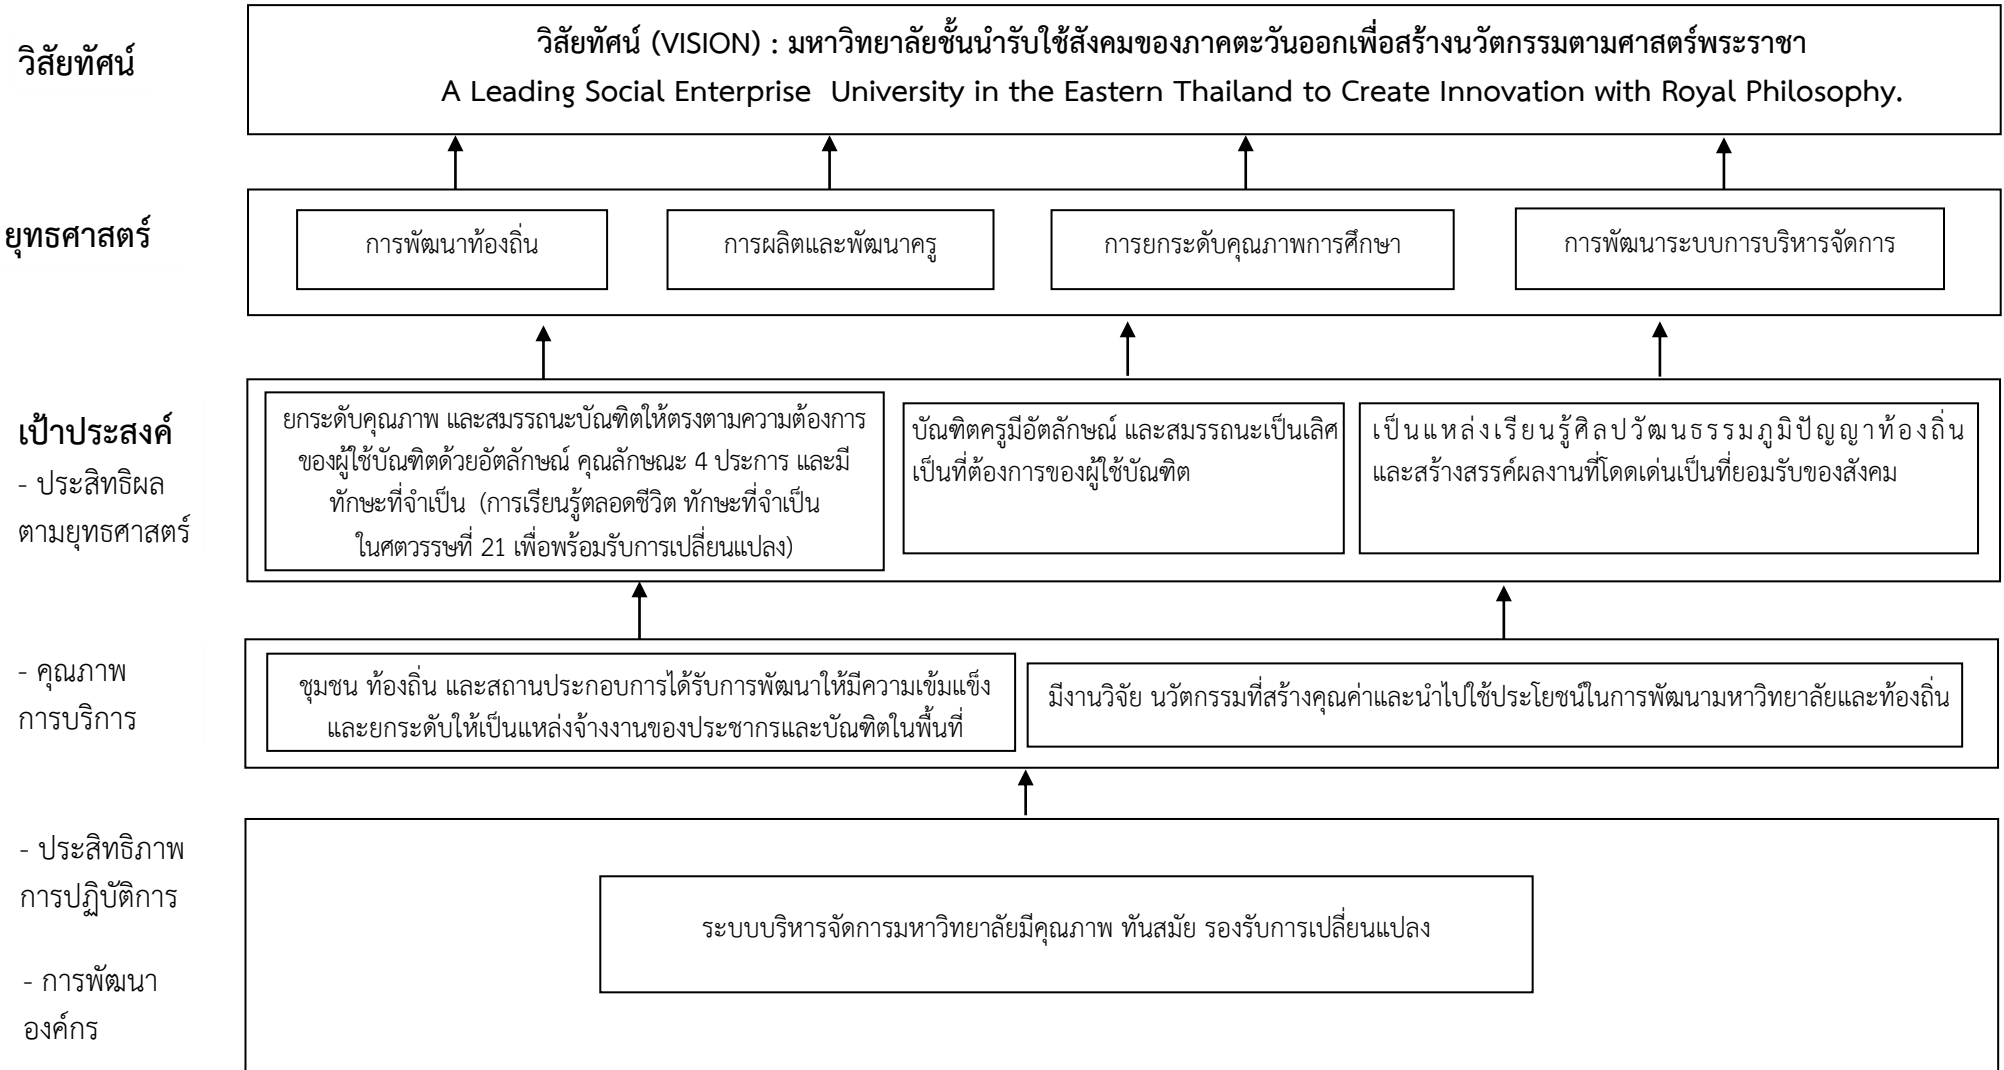 วิสัยทัศน์
วิสัยทัศน์ (VISION) : มหาวิทยาลัยชั้นนำรับใช้สังคมของภาคตะวันออกเพื่อสร้างนวัตกรรมตามศาสตร์พระราชา
A Leading Social Enterprise University in the Eastern Thailand to Create Innovation with Royal Philosophy.
ยุทธศาสตร์
การพัฒนาท้องถิ่น
การผลิตและพัฒนาครู
การยกระดับคุณภาพการศึกษา
การพัฒนาระบบการบริหารจัดการ
เป้าประสงค์
- ประสิทธิผล
ตามยุทธศาสตร์
ยกระดับคุณภาพ และสมรรถนะบัณฑิตให้ตรงตามความต้องการ
ของผู้ใช้บัณฑิตด้วยอัตลักษณ์ คุณลักษณะ 4 ประการ และมี
ทักษะที่จำเป็น (การเรียนรู้ตลอดชีวิต ทักษะที่จำเป็น
ในศตวรรษที่ 21 เพื่อพร้อมรับการเปลี่ยนแปลง)
บัณฑิตครูมีอัตลักษณ์ และสมรรถนะเป็นเลิศ
เป็นที่ต้องการของผู้ใช้บัณฑิต
เป็นแหล่งเรียนรู้ศิลปวัฒนธรรมภูมิปัญญาท้องถิ่น
และสร้างสรรค์ผลงานที่โดดเด่นเป็นที่ยอมรับของสังคม
- คุณภาพ
การบริการ
ชุมชน ท้องถิ่น และสถานประกอบการได้รับการพัฒนาให้มีความเข้มแข็ง
และยกระดับให้เป็นแหล่งจ้างงานของประชากรและบัณฑิตในพื้นที่
มีงานวิจัย นวัตกรรมที่สร้างคุณค่าและนำไปใช้ประโยชน์ในการพัฒนามหาวิทยาลัยและท้องถิ่น
- ประสิทธิภาพ
การปฏิบัติการ
- การพัฒนา
องค์กร
ระบบบริหารจัดการมหาวิทยาลัยมีคุณภาพ ทันสมัย รองรับการเปลี่ยนแปลง